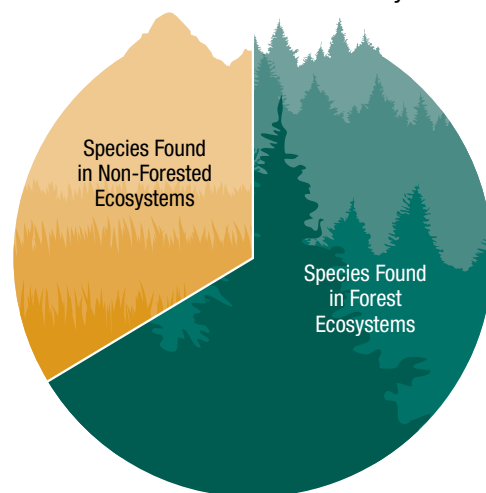 Species Found
in Non-Forested
Ecosystems
Species Found
in Forest
Ecosystems